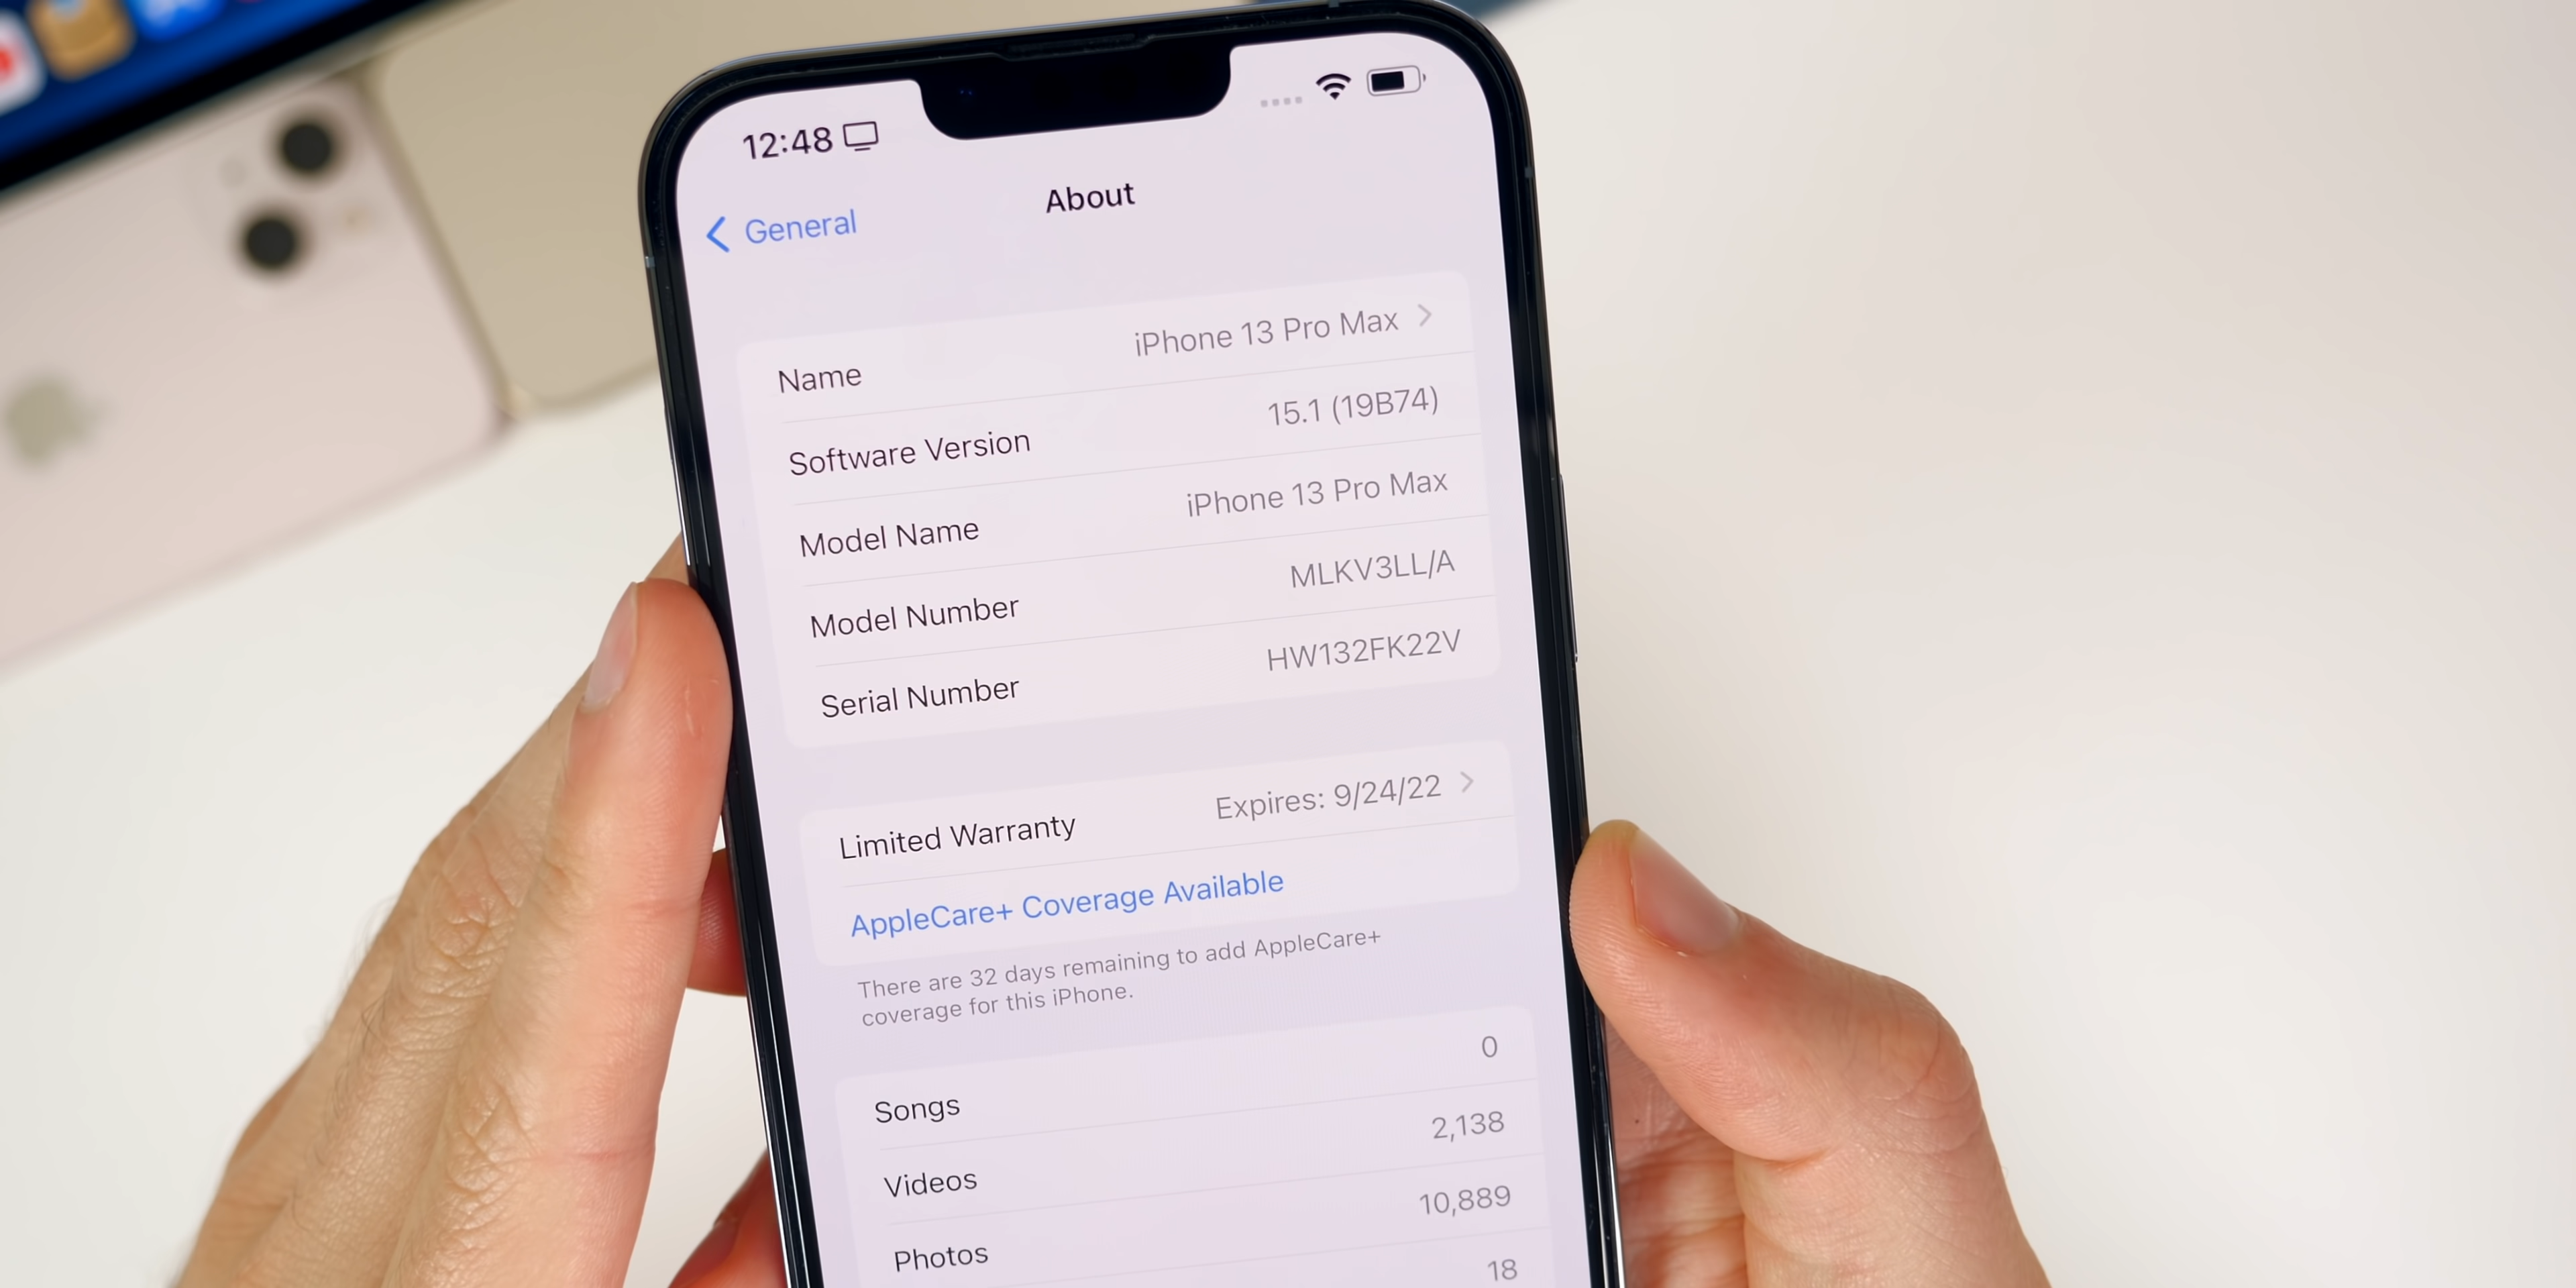 12:48
General
About
Name iPhone 13 Pro Max
Software Version 15.1 (19B74)
Model Name iPhone 13 Pro Max
Model Number MLKV3LL/A
Serial Number HW132FK22V
Limited Warranty Expires: 9/24/22
AppleCare+ Coverage Available
There are 32 days remaining to add AppleCare+
coverage for this iPhone.
Songs 0
Videos 2,138
Photos 10,889
18